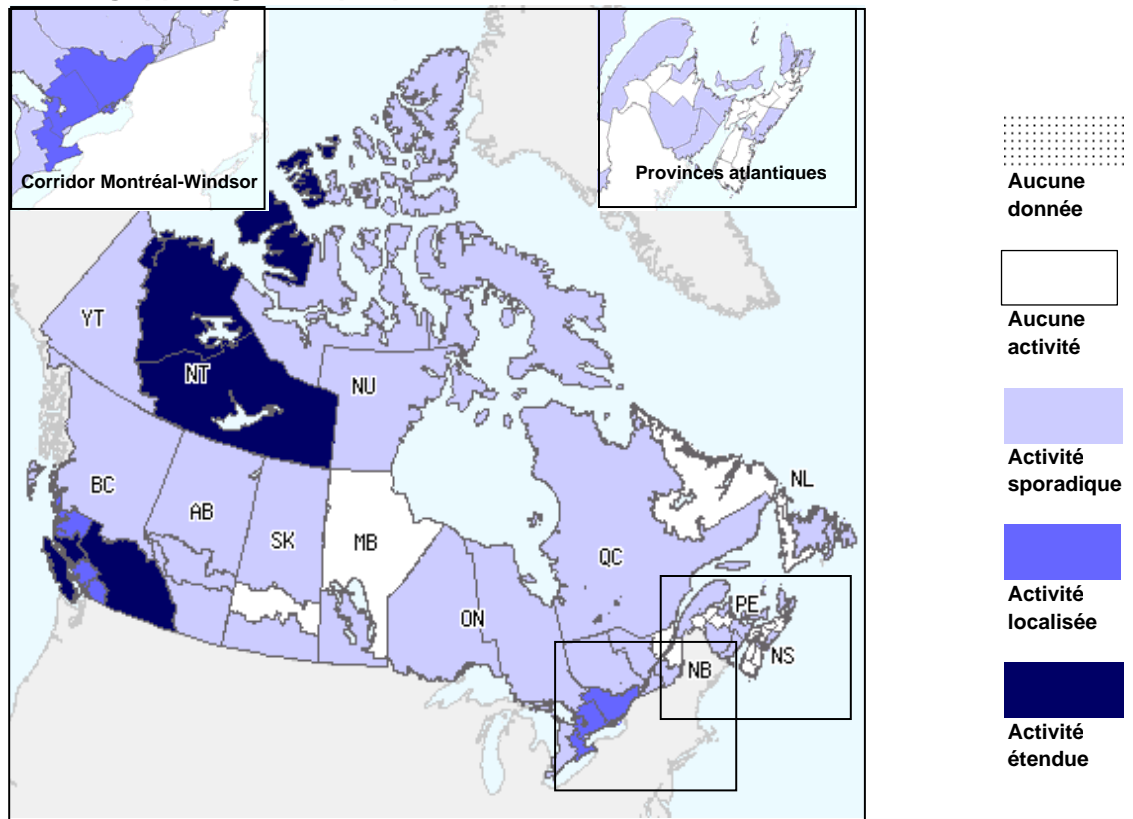 Corridor Montréal-Windsor
Provinces atlantiques
YT
NT
NU
BC
AB
SK
MB
ON
QC
NL
PE
NB
NS
Aucune
donnée
Aucune
activité
Activité
sporadique
Activité
localisée
Activité
étendue